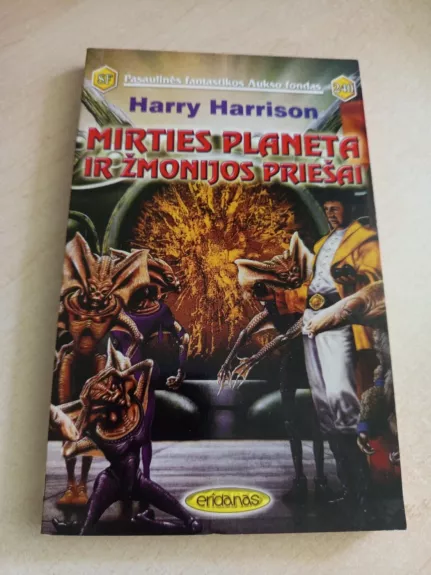 Pasaulinės fantastikos Aukso fondas
Harry Harrison
MIRTIES PLANETA
IR ŽMONIJOS PRIEŠAI
eridanas